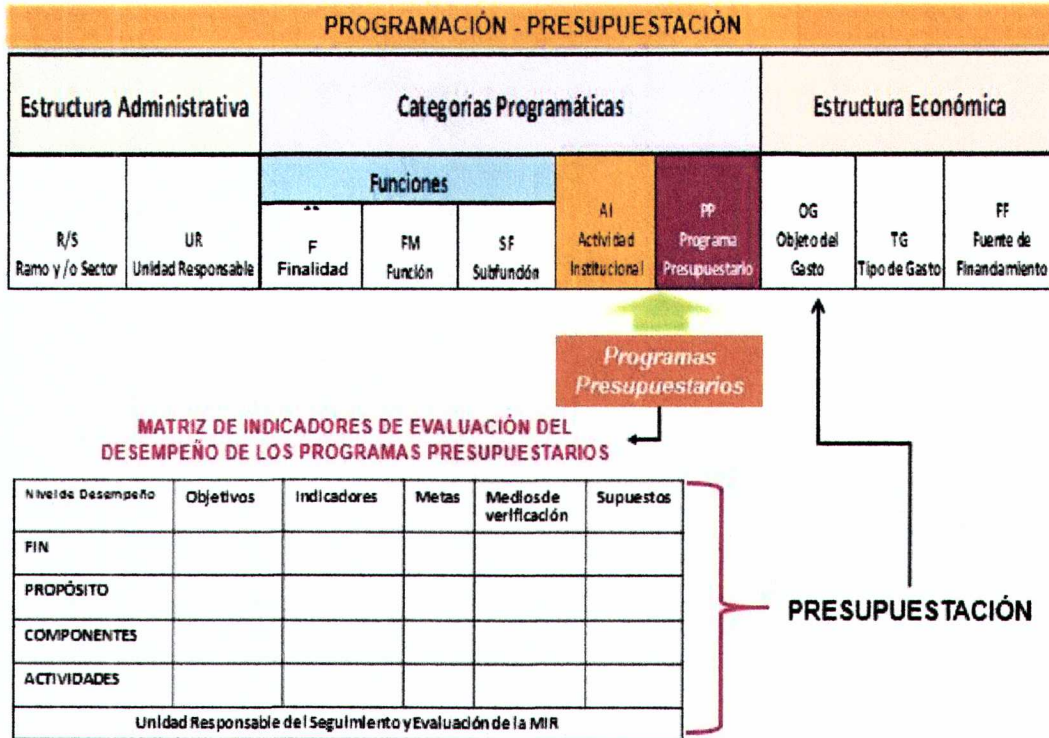 PROGRAMACIÓN - PRESUPUESTACIÓN
Estructura Administrativa
Categorías Programáticas
Estructura Económica
Funciones
R/S
Ramo y /o Sector
UR
Unidad Responsable
F
Finalidad
FM
Función
SF
Subfundón
AI
Actividad
Institucional
PP
Programa
Presupuestario
OG
Objeto del
Gasto
TG
Tipo de Gasto
FF
Fuente de
Finandamiento
Programas
Presupuestarios
MATRIZ DE INDICADORES DE EVALUACIÓN DEL
DESEMPEÑO DE LOS PROGRAMAS PRESUPUESTARIOS
Nivel de Desempeño
Objetivos
Indicadores
Metas
Medios de
verificación
Supuestos
FIN
PROPÓSITO
COMPONENTES
ACTIVIDADES
Unidad Responsable del Seguimiento y Evaluación de la MIR
PRESUPUESTACIÓN